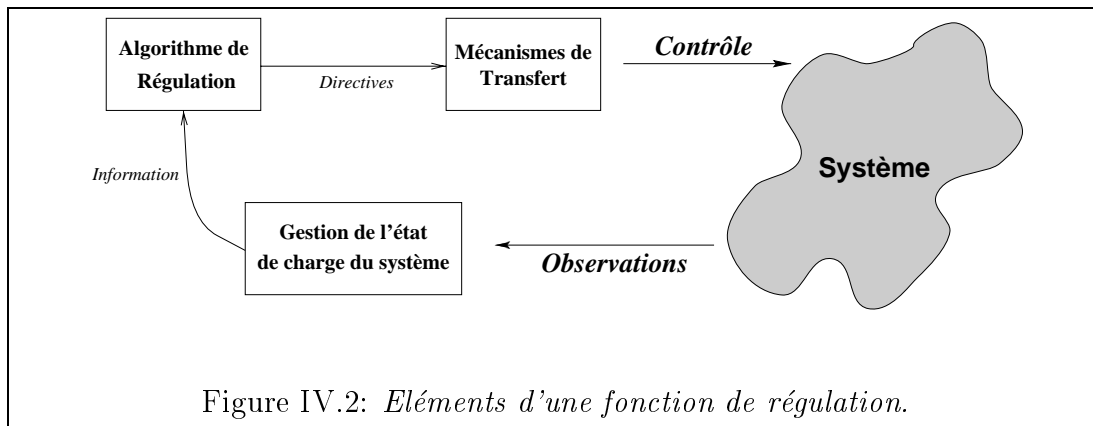 Algorithme de
Régulation
Directives
Mécanismes de
Transfert
Contrôle
Système
Information
Gestion de l'état
de charge du système
Observations
Figure IV.2: Eléments d'une fonction de régulation.